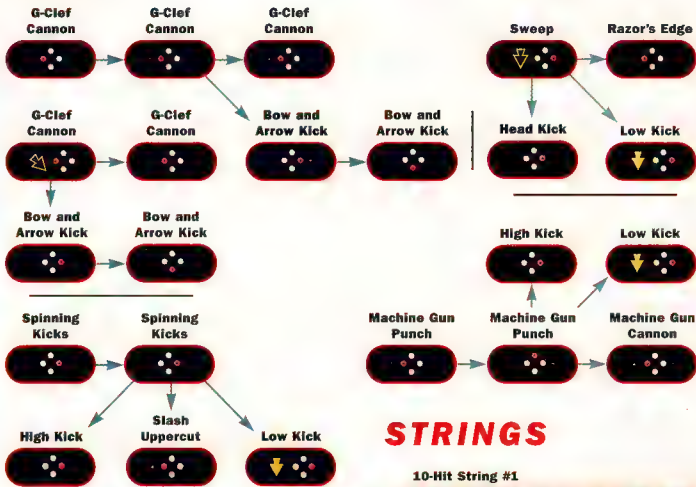 G-Clef
Cannon
G-Clef
Cannon
G-Clef
Cannon
Sweep
Razor's Edge
G-Clef
Cannon
G-Clef
Cannon
Bow and
Arrow Kick
Bow and
Arrow Kick
Head Kick
Low Kick
Bow and
Arrow Kick
Bow and
Arrow Kick
High Kick
Low Kick
Spinning
Kicks
Spinning
Kicks
Machine Gun
Punch
Machine Gun
Punch
Machine Gun
Cannon
High Kick
Slash
Uppercut
Low Kick
STRINGS
10-Hit String #1